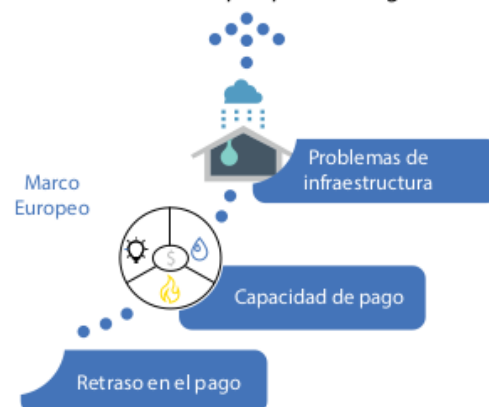 Problemas de
infraestructura
Marco
Europeo
$
Capacidad de pago
Retraso en el pago